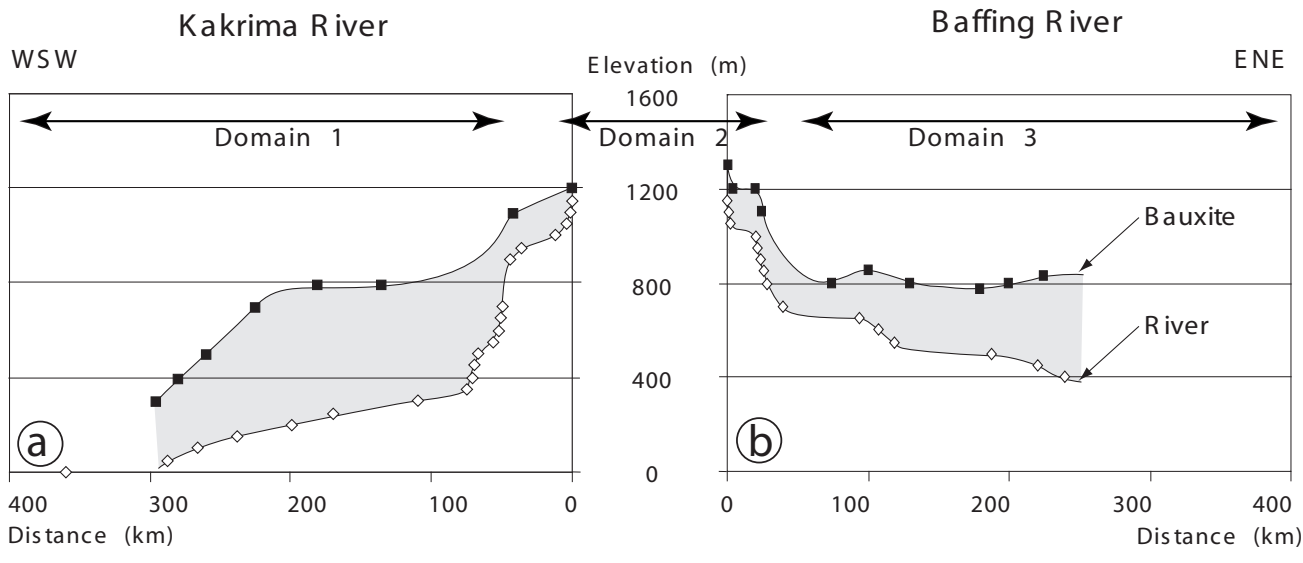 Kakrima River
Baffing River
WSW
Elevation (m)
ENE
1600
Domain 1
Domain 2
Domain 3
1200
Bauxite
800
River
400
a
b
0
400 300 200 100 0
0 100 200 300 400
Distance (km)
Distance (km)